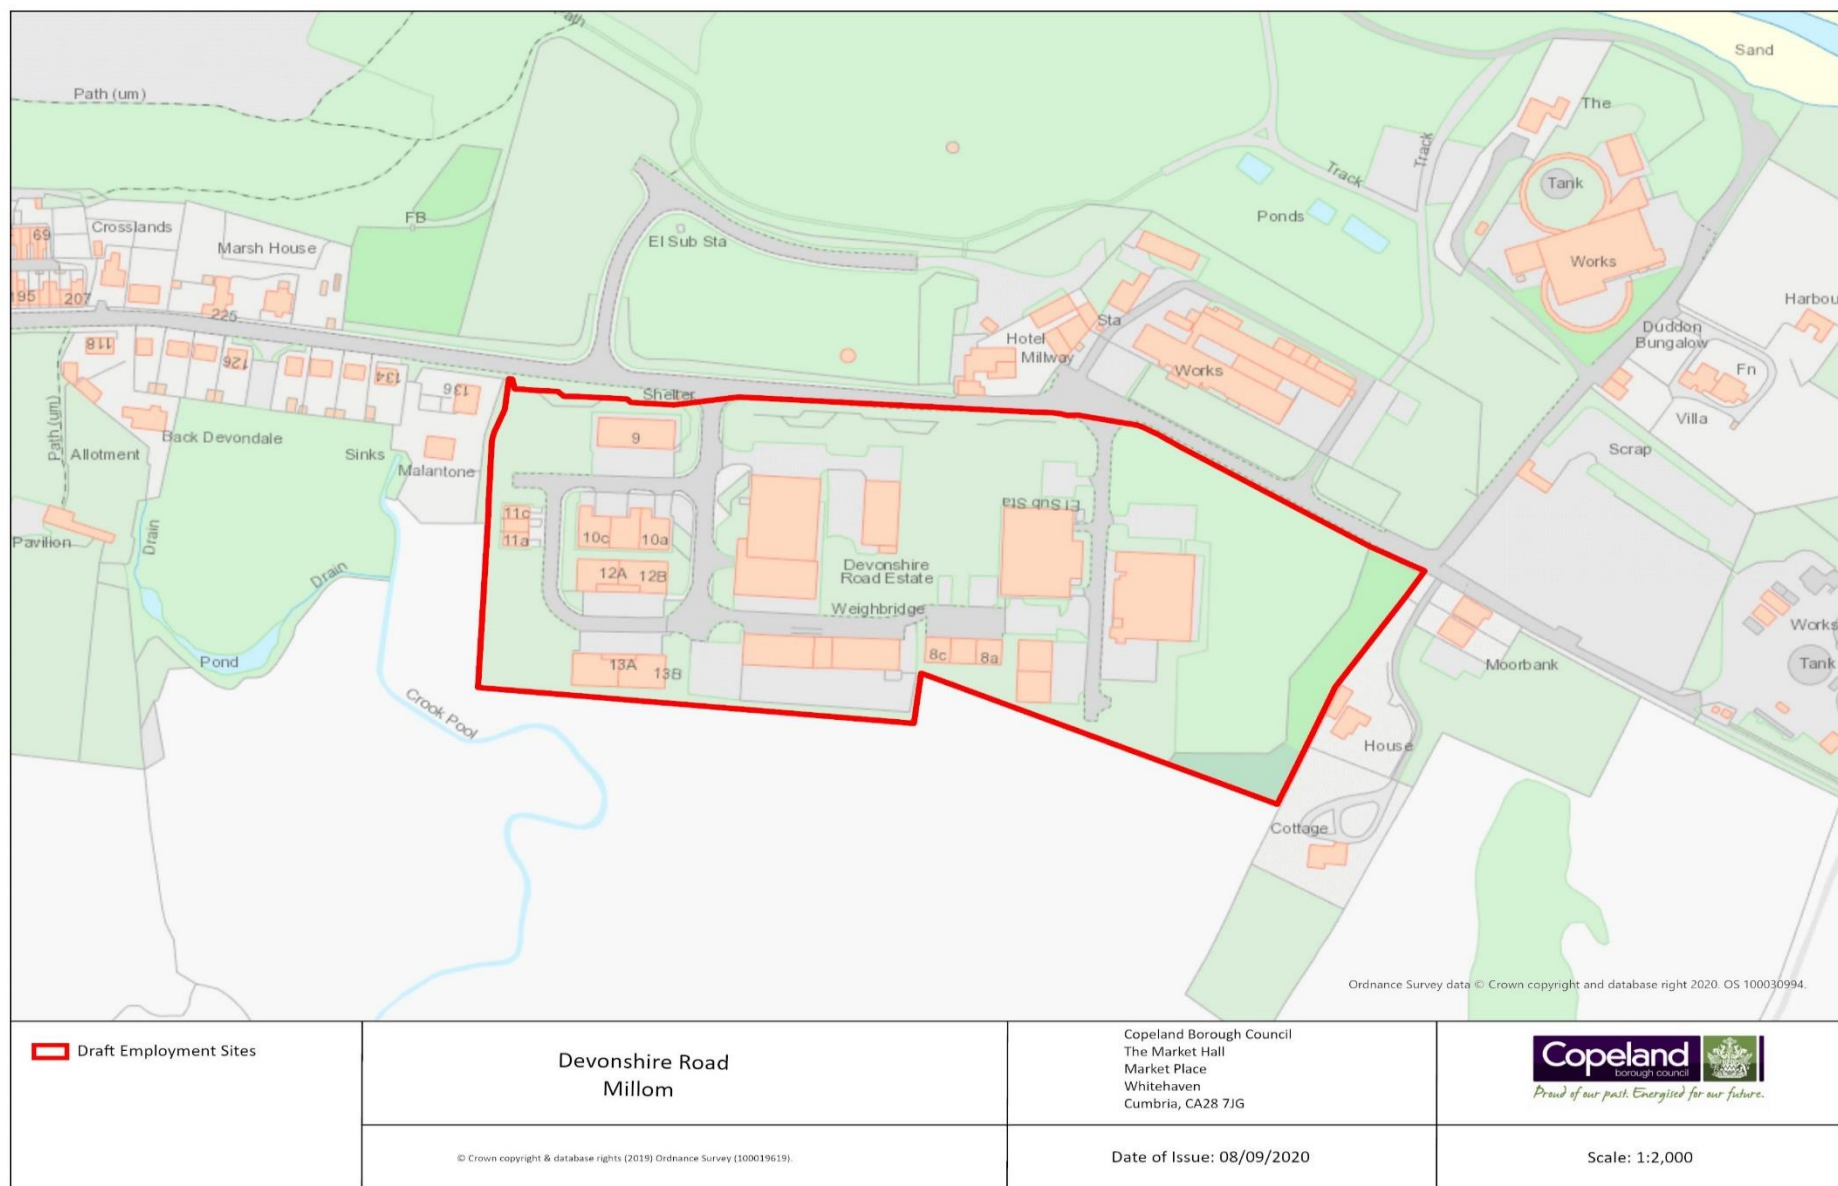 Path
Sand
Path (um)
The
Track
Track
Tank
69
Crosslands
FB
Ponds
El Sub Sta
Marsh House
Works
195
207
Harbou
225
Sta
Duddon
Bungalow
Hotel
Millway
118
126
134
136
Works
Fn
Shelter
Villa
Path (um)
Back Devondale
9
Allotment
Sinks
Malantone
Scrap
El Sub Sta
11c
11a
10c
10a
Pavilion
Drain
Drain
12A
12B
Devonshire
Road Estate
Weighbridge
Works
8c
8a
13A
13B
Pond
Moorbank
Tank
Crook Pool
House
Cottage
Ordnance Survey data © Crown copyright and database right 2020. OS 100030994.
Draft Employment Sites
Devonshire Road
Millom
© Crown copyright & database rights (2019) Ordnance Survey (100019619).
Copeland Borough Council
The Market Hall
Market Place
Whitehaven
Cumbria, CA28 7JG
Date of Issue: 08/09/2020
Copeland
borough council
Proud of our past. Energised for our future.
Scale: 1:2,000